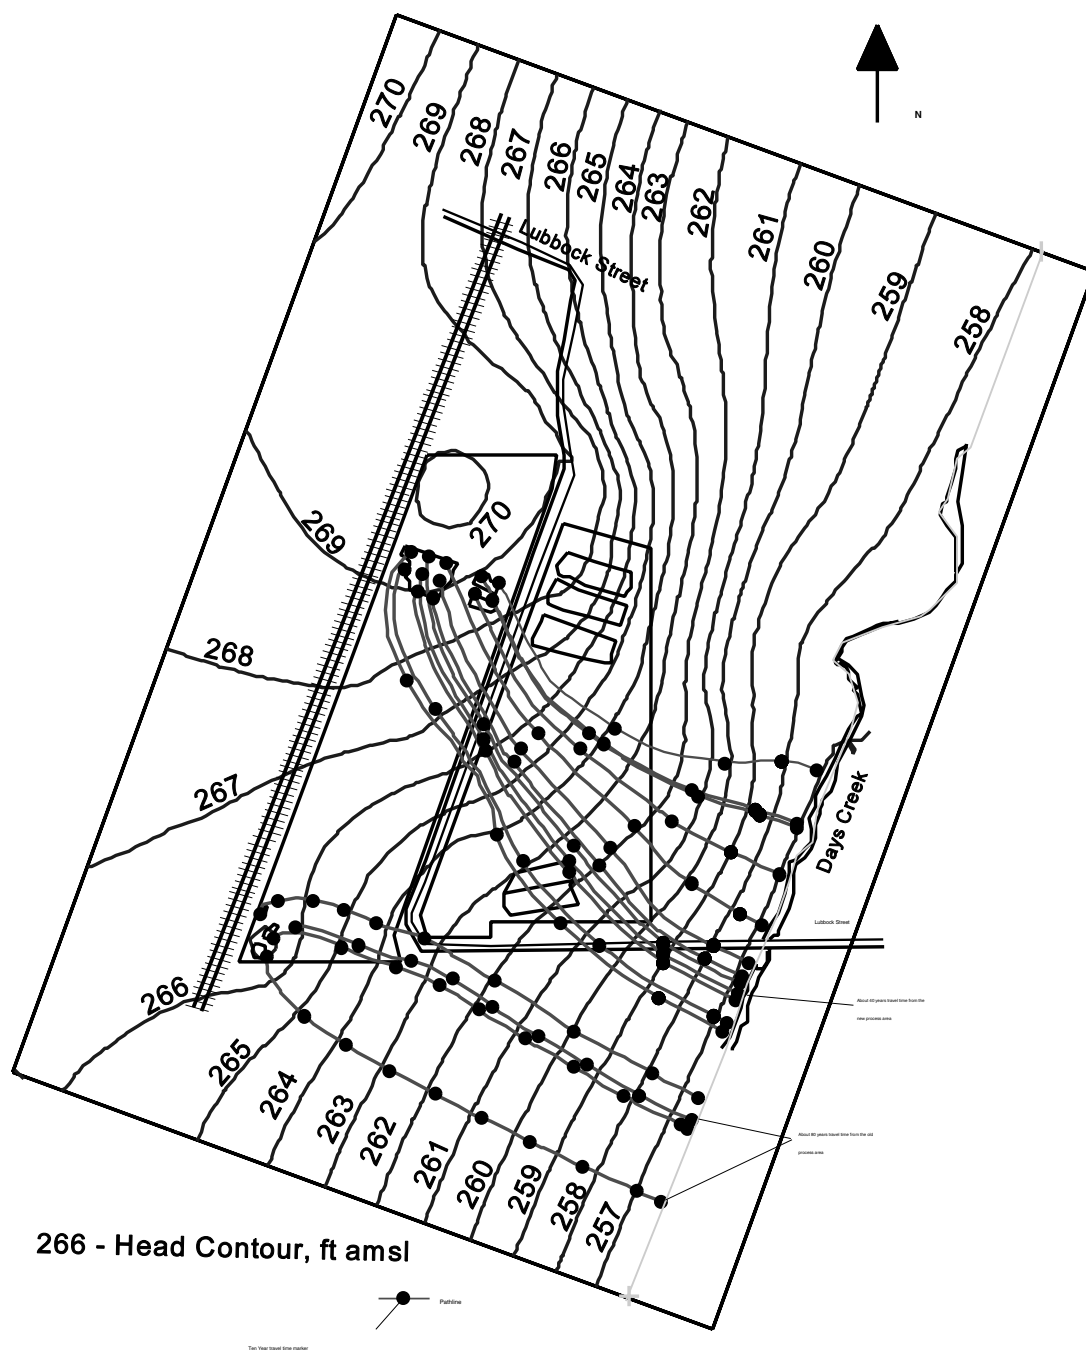 N
270
269
268
267
266
265
264
263
262
261
260
259
258
Lubbock Street
270
269
268
267
266
Days Creek
Lubbock Street
About 40 years travel time from the
new process area
About 80 years travel time from the old
process area
265
264
263
262
261
260
259
258
257
266 - Head Contour, ft amsl
Pathline
Ten Year travel time marker